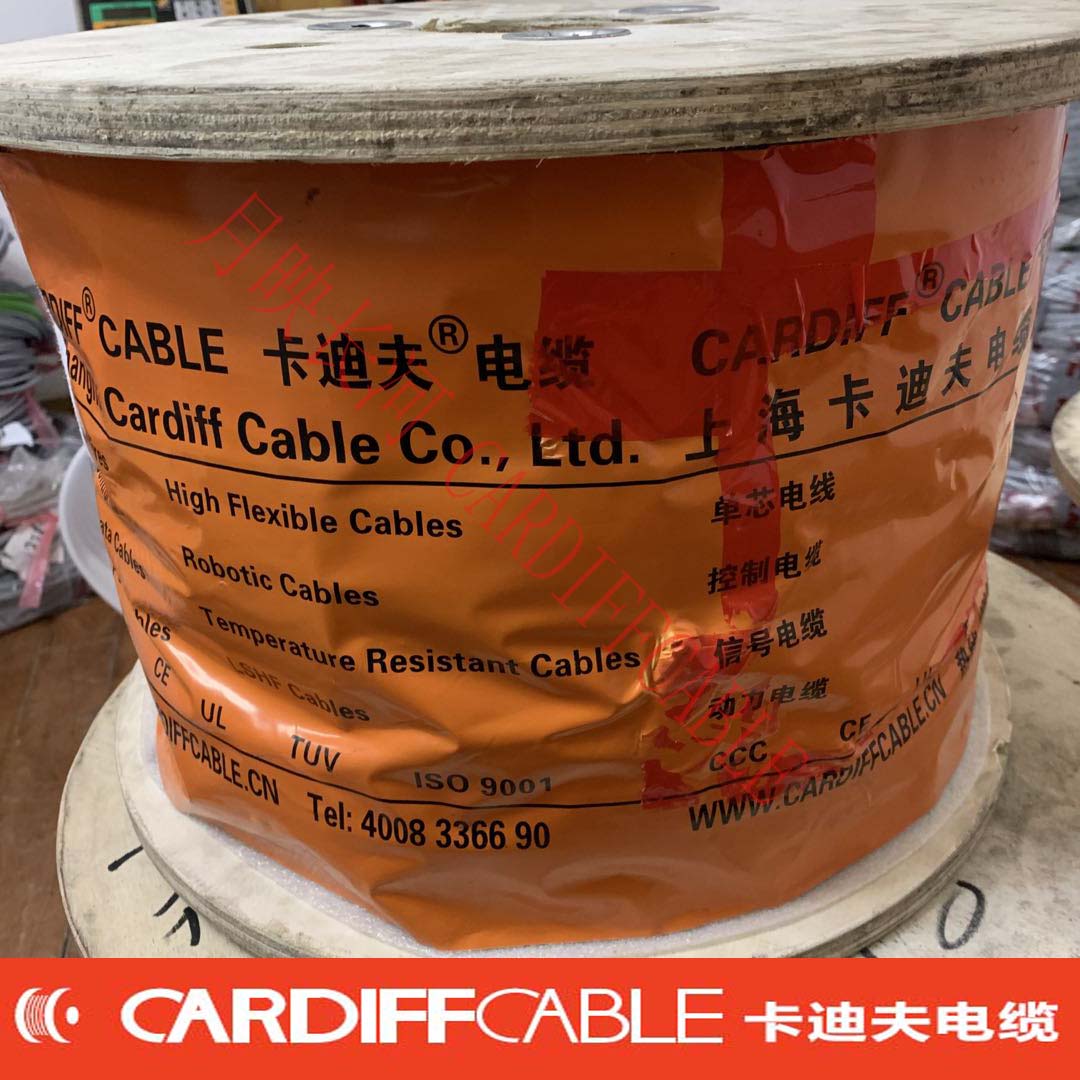 CABLE 卡迪夫® 电缆
CARDIFF® CABLE
Cardiff Cable Co., Ltd.
上海卡迪夫电缆
High Flexible Cables
单芯电线
Robotic Cables
控制电缆
Temperature Resistant Cables
信号电缆
LSHF Cables
动力电缆
CE UL TUV ISO 9001
CCC CE
DIFFCABLE.CN Tel: 4008 3366 90
WWW.CARDIFFCABLE.CN
CARDIFFCABLE
CARDIFFCABLE 卡迪夫电缆